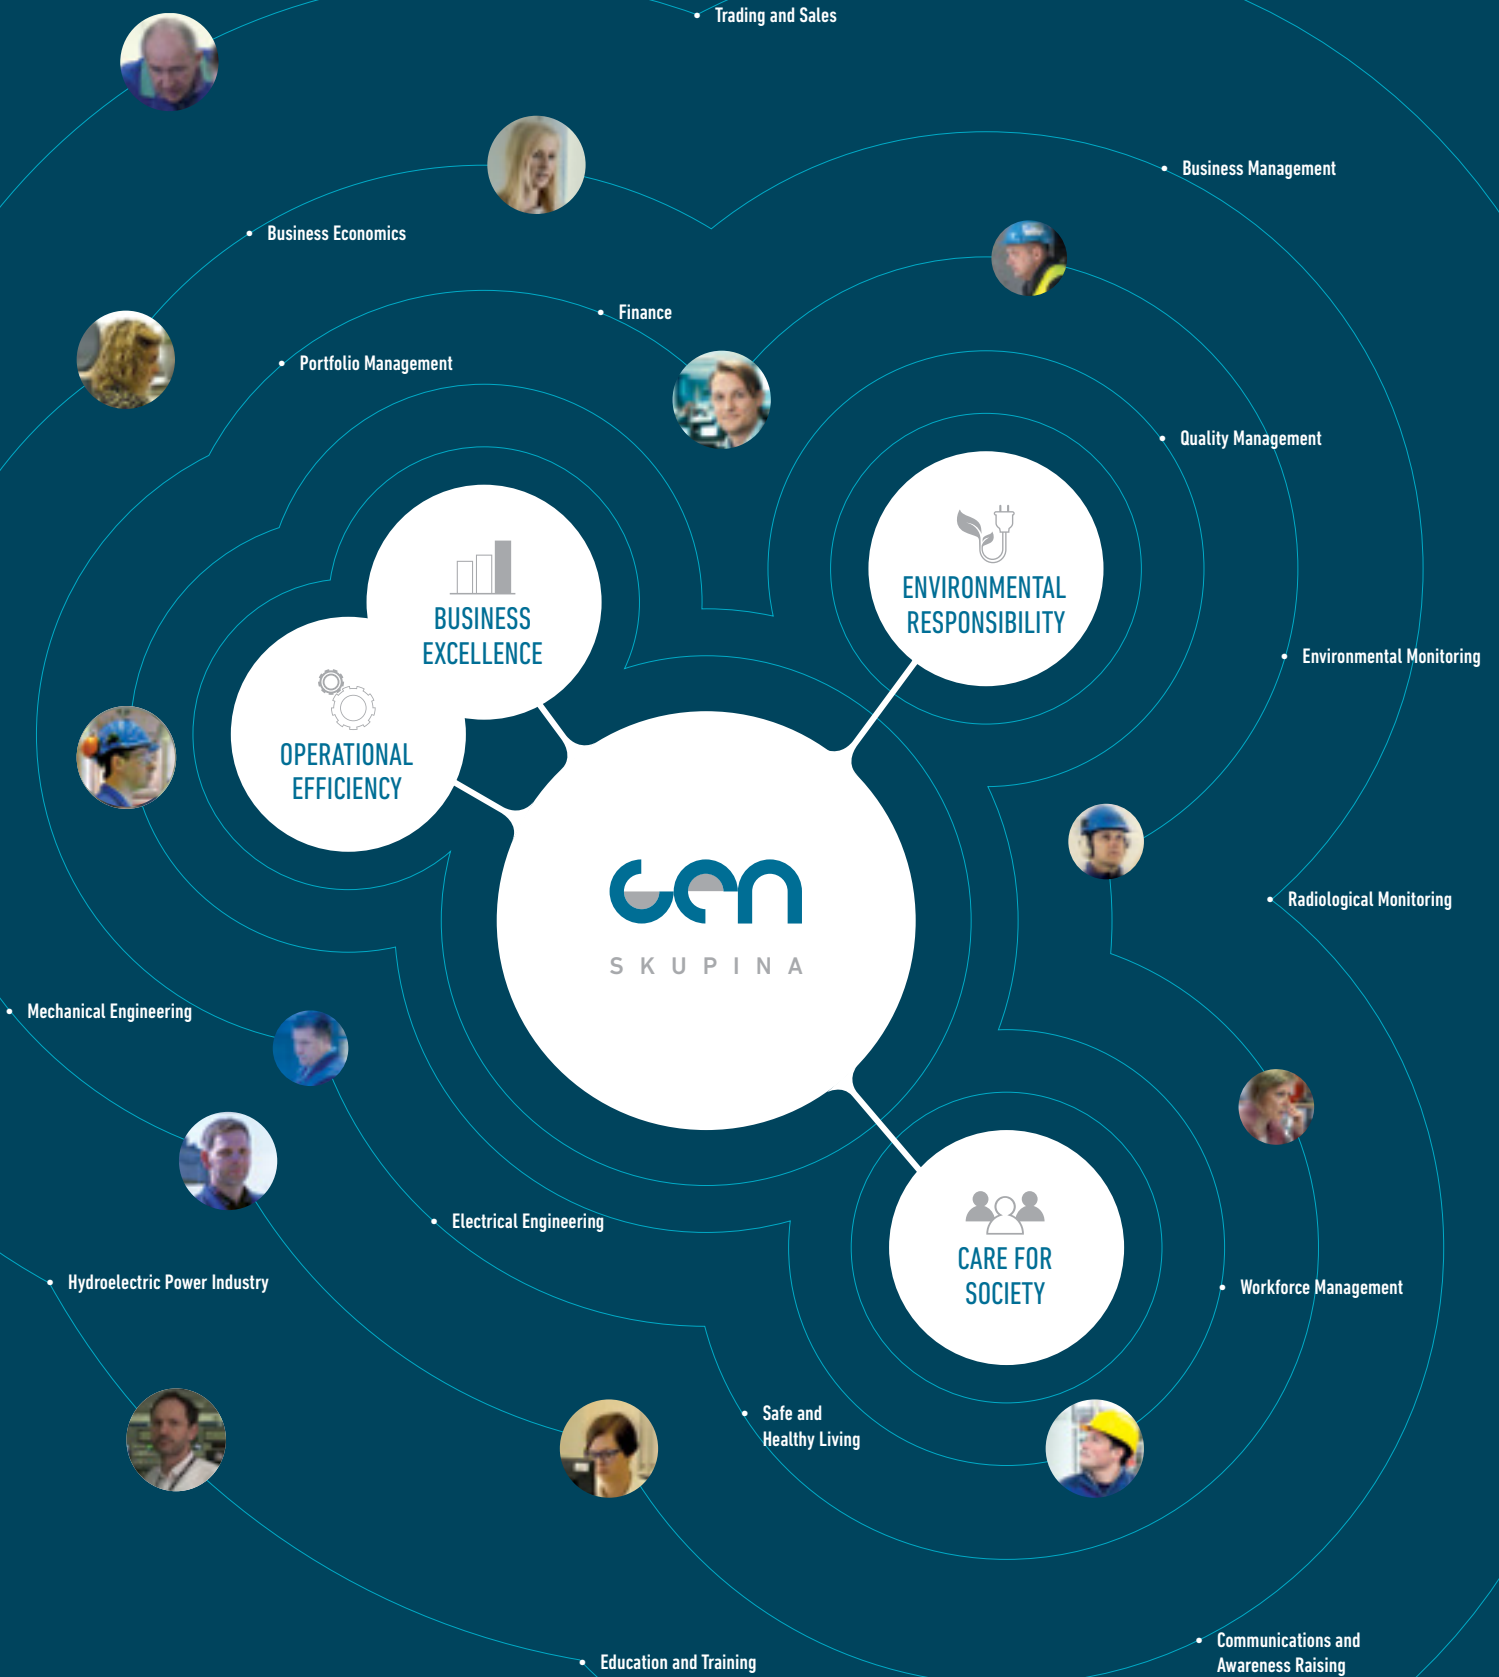 Trading and Sales
Business Management
Business Economics
Finance
Portfolio Management
Quality Management
ENVIRONMENTAL
RESPONSIBILITY
BUSINESS
EXCELLENCE
Environmental Monitoring
OPERATIONAL
EFFICIENCY
gen
SKUPINA
Radiological Monitoring
Mechanical Engineering
Electrical Engineering
CARE FOR
SOCIETY
Hydroelectric Power Industry
Workforce Management
Safe and
Healthy Living
Communications and
Awareness Raising
Education and Training